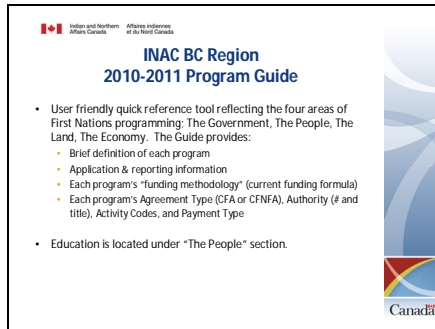 Indian and Northern Affaires indiennes
Affairs Canada et du Nord Canada
INAC BC Region
2010-2011 Program Guide
• User friendly quick reference tool reflecting the four areas of
First Nations programming; The Government, The People, The
Land, The Economy. The Guide provides:
• Brief definition of each program
• Application & reporting information
• Each program's "funding methodology" (current funding formula)
• Each program's Agreement Type (CFA or CFNFA), Authority (# and
title), Activity Codes, and Payment Type
• Education is located under "The People" section.
Canada